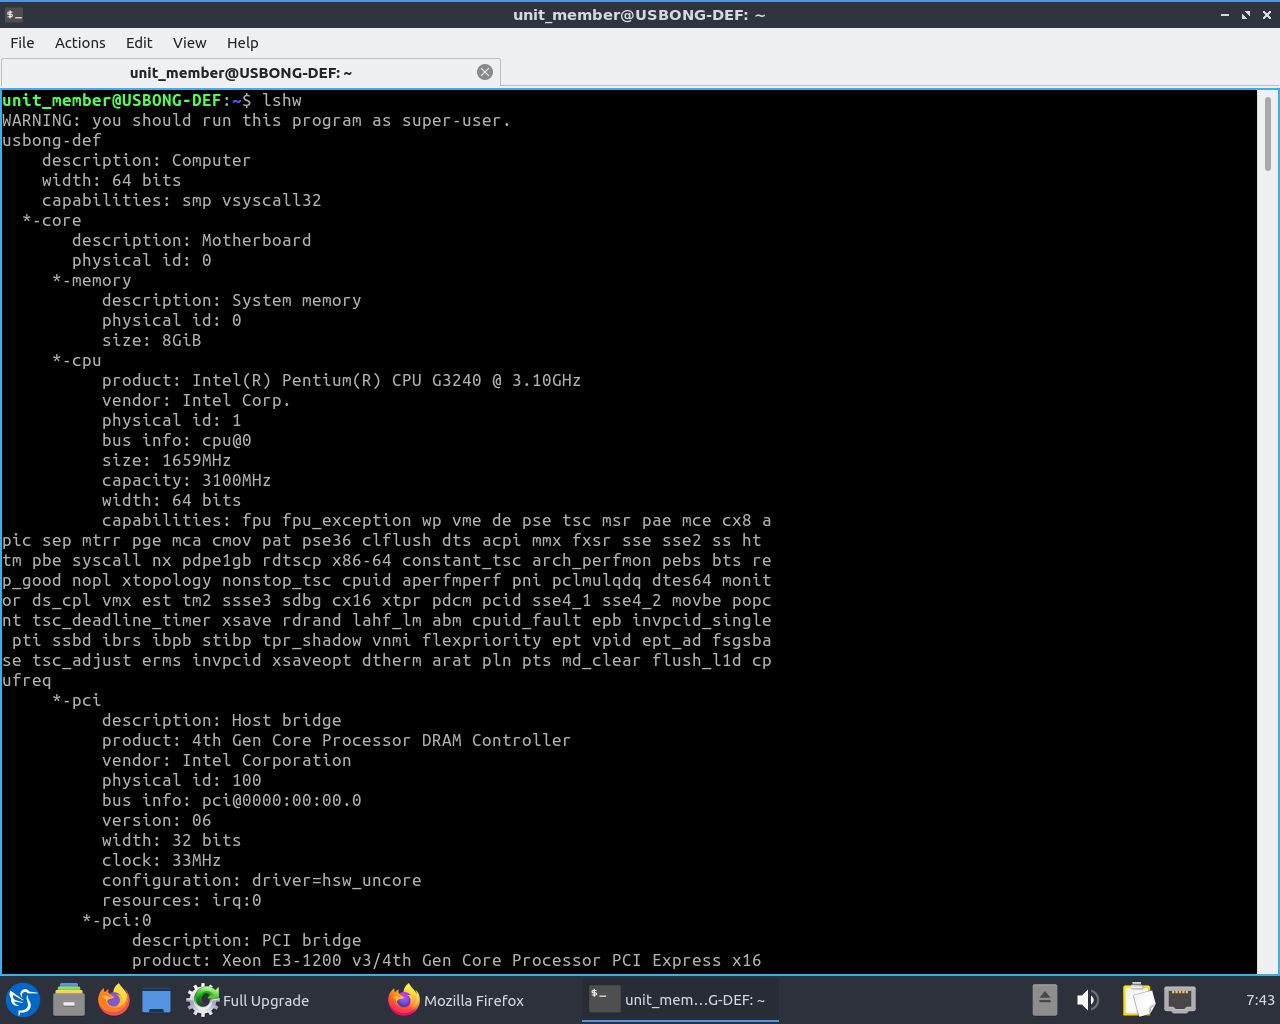 unit_member@USBONG-DEF: ~
File Actions Edit View Help
unit_member@USBONG-DEF: ~
unit_member@USBONG-DEF:~$ lshw
WARNING: you should run this program as super-user.
usbong-def
    description: Computer
    width: 64 bits
    capabilities: smp vsyscall32
  *-core
       description: Motherboard
       physical id: 0
     *-memory
          description: System memory
          physical id: 0
          size: 8GiB
     *-cpu
          product: Intel(R) Pentium(R) CPU G3240 @ 3.10GHz
          vendor: Intel Corp.
          physical id: 1
          bus info: cpu@0
          size: 1659MHz
          capacity: 3100MHz
          width: 64 bits
          capabilities: fpu fpu_exception wp vme de pse tsc msr pae mce cx8 a
pic sep mtrr pge mca cmov pat pse36 clflush dts acpi mmx fxsr sse sse2 ss ht
tm pbe syscall nx pdpe1gb rdtscp x86-64 constant_tsc arch_perfmon pebs bts re
p_good nopl xtopology nonstop_tsc cpuid aperfmperf pni pclmulqdq dtes64 monit
or ds_cpl vmx est tm2 ssse3 sdbg cx16 xtpr pdcm pcid sse4_1 sse4_2 movbe popc
nt tsc_deadline_timer xsave rdrand lahf_lm abm cpuid_fault epb invpcid_single
 pti ssbd ibrs ibpb stibp tpr_shadow vnmi flexpriority ept vpid ept_ad fsgsba
se tsc_adjust erms invpcid xsaveopt dtherm arat pln pts md_clear flush_l1d cp
ufreq
     *-pci
          description: Host bridge
          product: 4th Gen Core Processor DRAM Controller
          vendor: Intel Corporation
          physical id: 100
          bus info: pci@0000:00:00.0
          version: 06
          width: 32 bits
          clock: 33MHz
          configuration: driver=hsw_uncore
          resources: irq:0
        *-pci:0
             description: PCI bridge
             product: Xeon E3-1200 v3/4th Gen Core Processor PCI Express x16
Full Upgrade Mozilla Firefox unit_mem...G-DEF: ~ 7:43